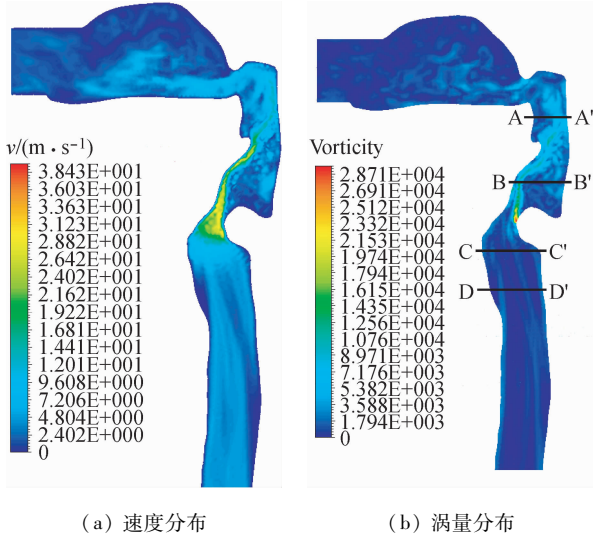 v/(m·s⁻¹)
3.843E+001
3.603E+001
3.363E+001
3.123E+001
2.882E+001
2.642E+001
2.402E+001
2.162E+001
1.922E+001
1.681E+001
1.441E+001
1.201E+001
9.608E+000
7.206E+000
4.804E+000
2.402E+000
0
(a) 速度分布
A A'
Vorticity
B B'
C C'
D D'
2.871E+004
2.691E+004
2.512E+004
2.332E+004
2.153E+004
1.974E+004
1.794E+004
1.615E+004
1.435E+004
1.256E+004
1.076E+004
8.971E+003
7.176E+003
5.382E+003
3.588E+003
1.794E+003
0
(b) 涡量分布